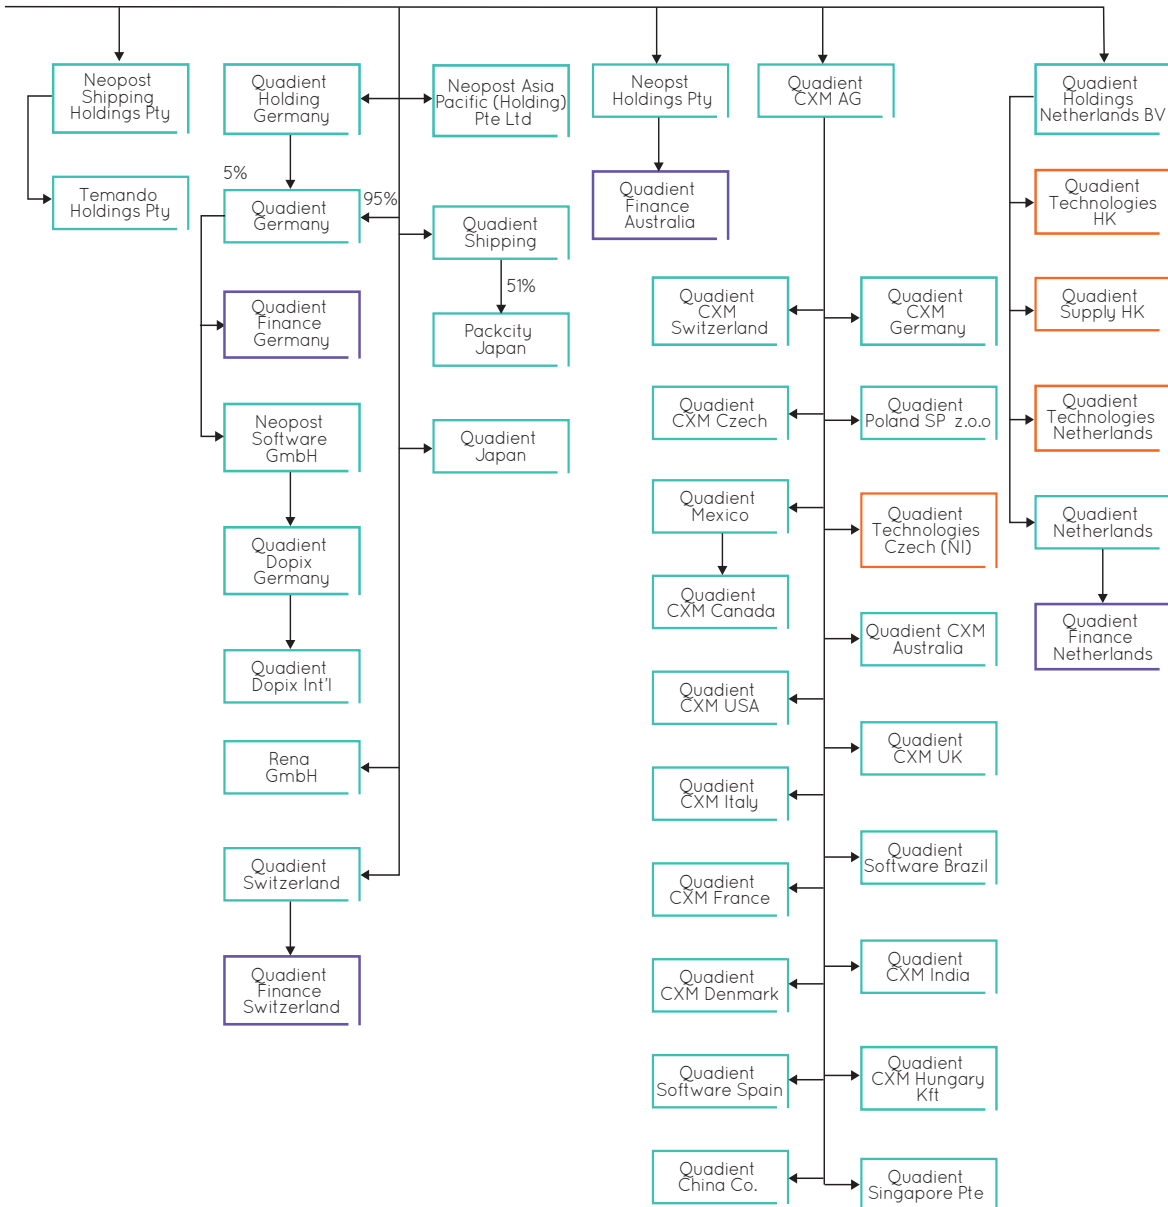 Neopost
Shipping
Holdings Pty
Quadient
Holding
Germany
Neopost Asia
Pacific (Holding)
Pte Ltd
Neopst
Holdings Pty
Quadient
CXM AG
Quadient
Holdings
Netherlands BV
5%
95%
Temando
Holdings Pty
Quadient
Germany
Quadient
Shipping
51%
Quadient
Finance
Australia
Quadient
Technologies
HK
Quadient
Finance
Germany
Packcity
Japan
Quadient
CXM
Switzerland
Quadient
CXM
Germany
Quadient
Supply HK
Neopost
Software
GmbH
Quadient
Japan
Quadient
CXM Czech
Quadient
Poland SP z.o.o
Quadient
Technologies
Netherlands
Quadient
Dopix
Germany
Quadient
Mexico
Quadient
Technologies
Czech (NI)
Quadient
Netherlands
Quadient
CXM Canada
Quadient CXM
Australia
Quadient
Finance
Netherlands
Quadient
Dopix Int'l
Quadient
CXM USA
Quadient
CXM UK
Rena
GmbH
Quadient
CXM Italy
Quadient
Software Brazil
Quadient
Switzerland
Quadient
CXM France
Quadient
CXM India
Quadient
Finance
Switzerland
Quadient
CXM Denmark
Quadient
CXM Hungary
Kft
Quadient
Software Spain
Quadient
China Co.
Quadient
Singapore Pte